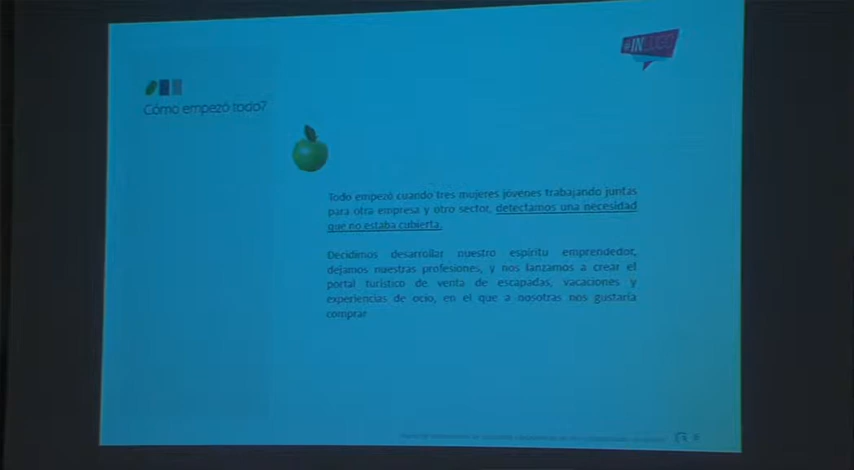 #INLUGO
Cómo empezó todo?
Todo empezó cuando tres mujeres jóvenes trabajando juntas
para otra empresa y otro sector, detectamos una necesidad
que no estaba cubierta.
Decidimos desarrollar nuestro espíritu emprendedor,
dejamos nuestras profesiones, y nos lanzamos a crear el
portal turístico de venta de escapadas, vacaciones y
experiencias de ocio, en el que a nosotras nos gustaría
comprar